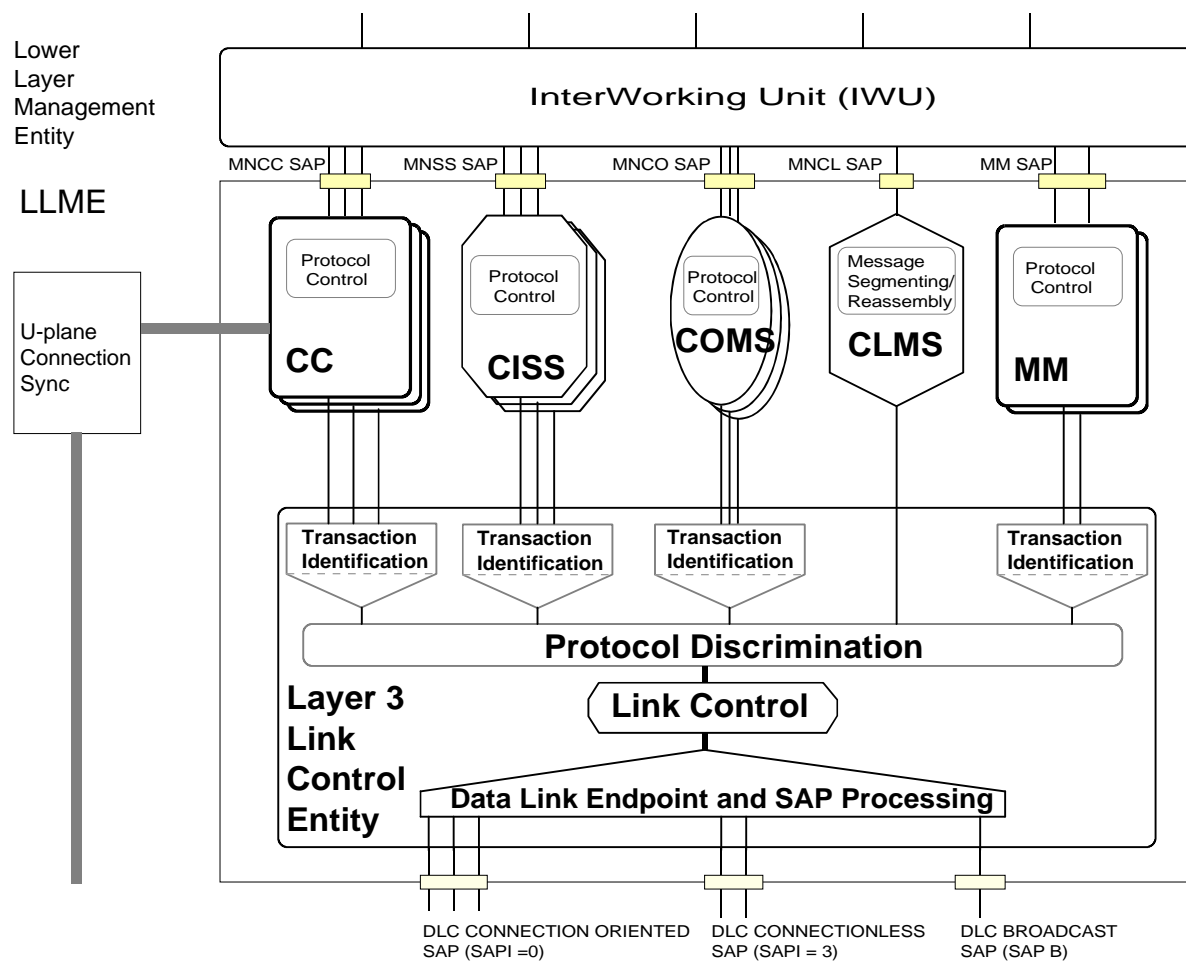 Lower
Layer
Management
Entity
LLME
InterWorking Unit (IWU)
MNCC SAP
MNSS SAP
MNCO SAP
MNCL SAP
MM SAP
Protocol
Control
CC
Protocol
Control
CISS
Protocol
Control
COMS
Message
Segmenting/
Reassembly
CLMS
Protocol
Control
MM
U-plane
Connection
Sync
Transaction
Identification
Transaction
Identification
Transaction
Identification
Transaction
Identification
Protocol Discrimination
Link Control
Layer 3
Link
Control
Entity
Data Link Endpoint and SAP Processing
DLC CONNECTION ORIENTED
SAP (SAPI =0)
DLC CONNECTIONLESS
SAP (SAPI = 3)
DLC BROADCAST
SAP (SAP B)